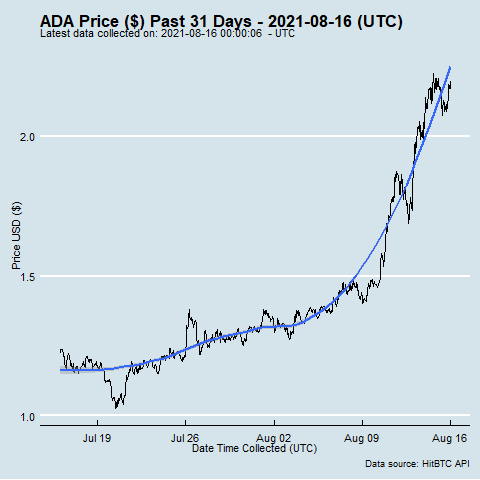 ADA Price ($) Past 31 Days - 2021-08-16 (UTC)
Latest data collected on: 2021-08-16 00:00:06 - UTC
Price USD ($)
2.0
1.5
1.0
Jul 19 Jul 26 Aug 02 Aug 09 Aug 16
Date Time Collected (UTC)
Data source: HitBTC API